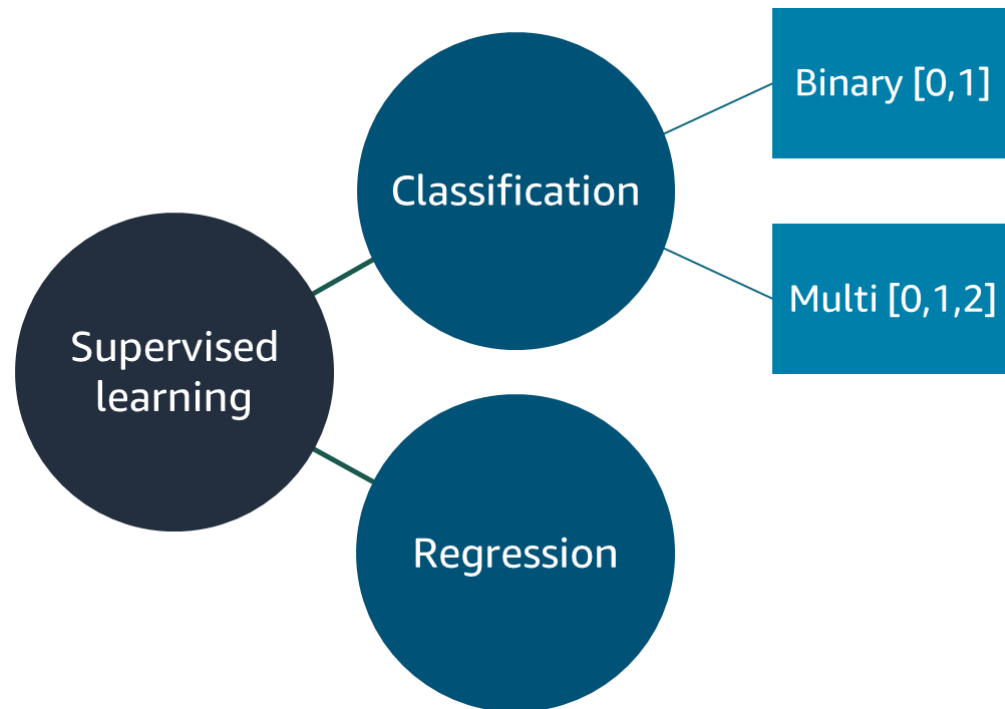 Supervised
learning
Classification
Binary [0,1]
Multi [0,1,2]
Regression